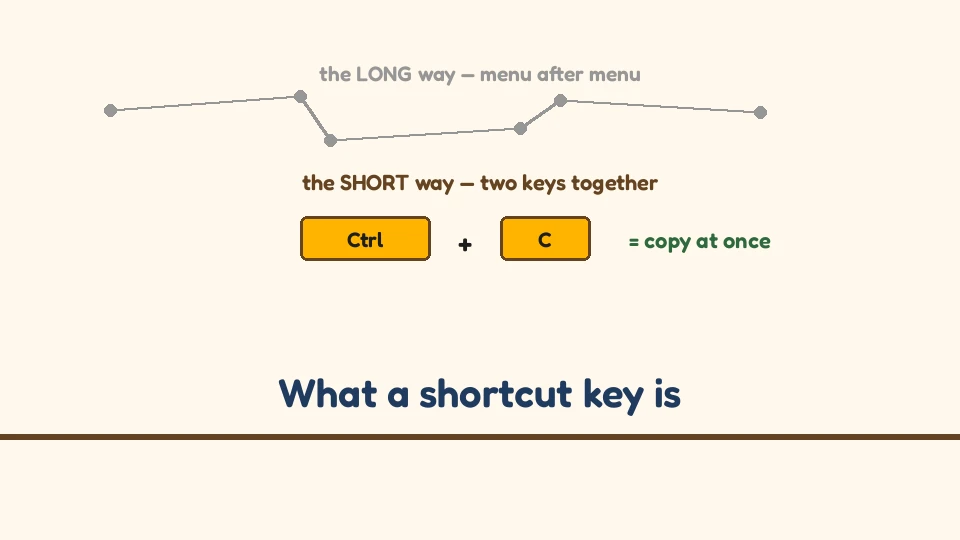 the LONG way — menu after menu
the SHORT way — two keys together
Ctrl + C = copy at once
What a shortcut key is